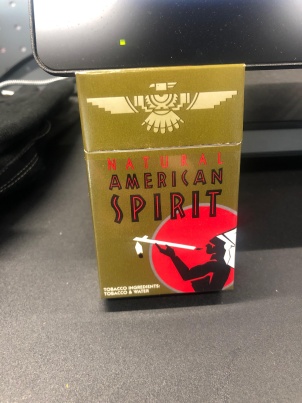 NATURAL
AMERICAN
SPIRIT
TOBACCO INGREDIENTS:
TOBACCO & WATER